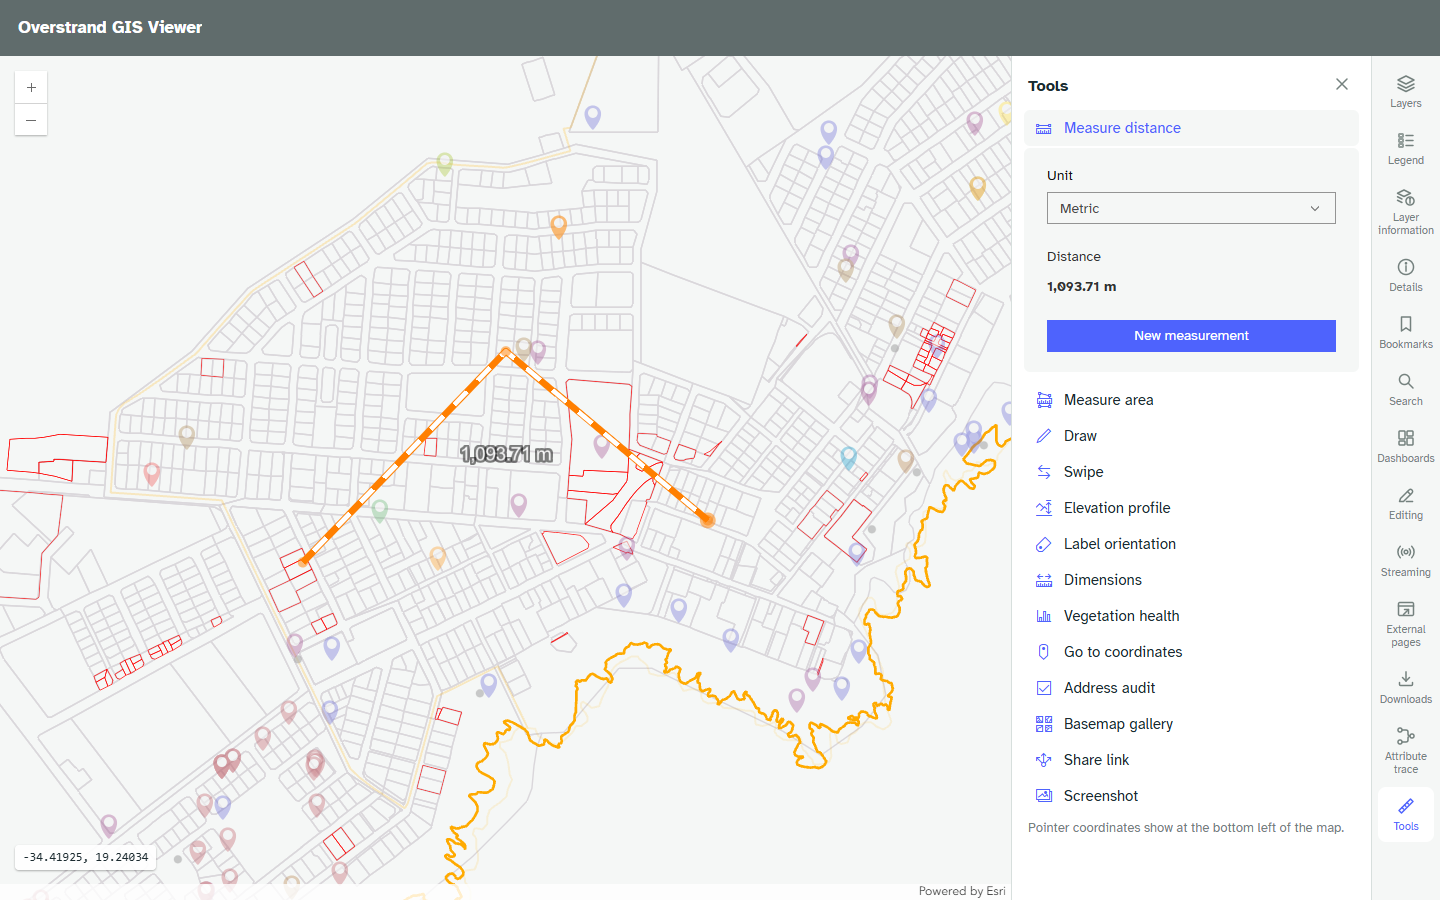 Overstrand GIS Viewer
Tools
Measure distance
Unit
Metric
Distance
1,093.71 m
New measurement
Measure area
Draw
Swipe
Elevation profile
Label orientation
Dimensions
Vegetation health
Go to coordinates
Address audit
Basemap gallery
Share link
Screenshot
Pointer coordinates show at the bottom left of the map.
Layers
Legend
Layer
information
Details
Bookmarks
Search
Dashboards
Editing
Streaming
External
pages
Downloads
Attribute
trace
Tools
1,093.71 m
-34.41925, 19.24034
Powered by Esri